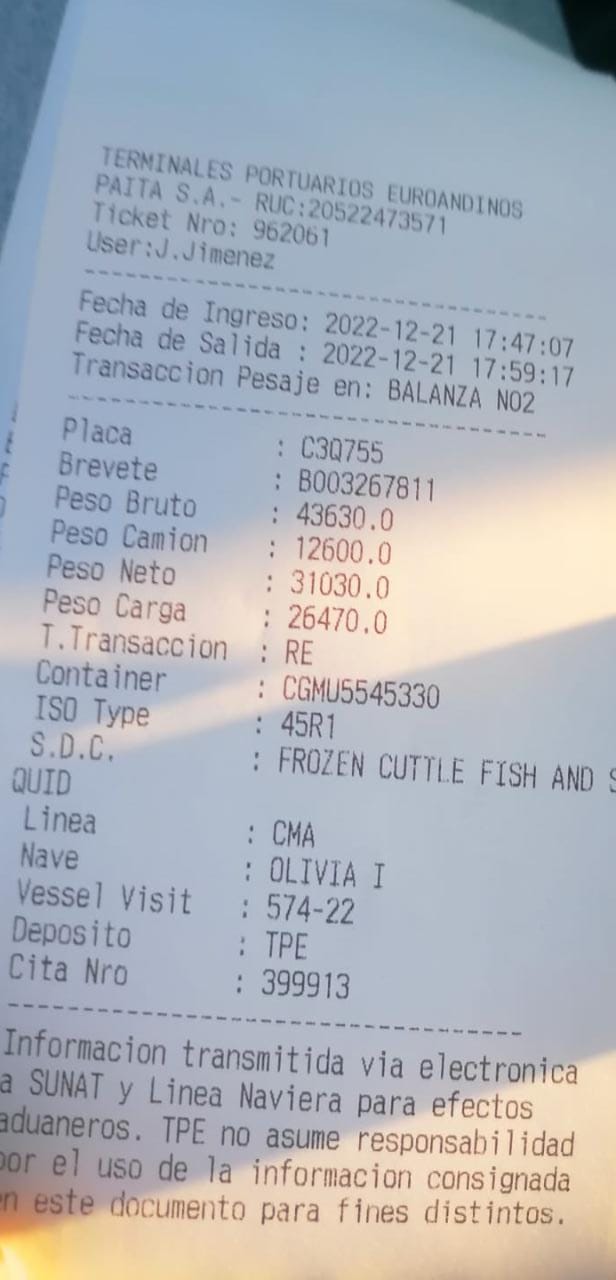 TERMINALES PORTUARIOS EUROANDINOS
PAITA S.A.- RUC:20522473571
Ticket Nro: 962061
User:J.Jimenez
Fecha de Ingreso: 2022-12-21 17:47:07
Fecha de Salida : 2022-12-21 17:59:17
Transaccion Pesaje en: BALANZA N02
Placa : C3Q755
Brevete : B003267811
Peso Bruto : 43630.0
Peso Camion : 12600.0
Peso Neto : 31030.0
Peso Carga : 26470.0
T.Transaccion : RE
Container : CGMU5545330
ISO Type : 45R1
S.D.C. : FROZEN CUTTLE FISH AND S
QUID
Linea : CMA
Nave : OLIVIA I
Vessel Visit : 574-22
Deposito : TPE
Cita Nro : 399913
Informacion transmitida via electronica
a SUNAT y Linea Naviera para efectos
aduaneros. TPE no asume responsabilidad
por el uso de la informacion consignada
en este documento para fines distintos.